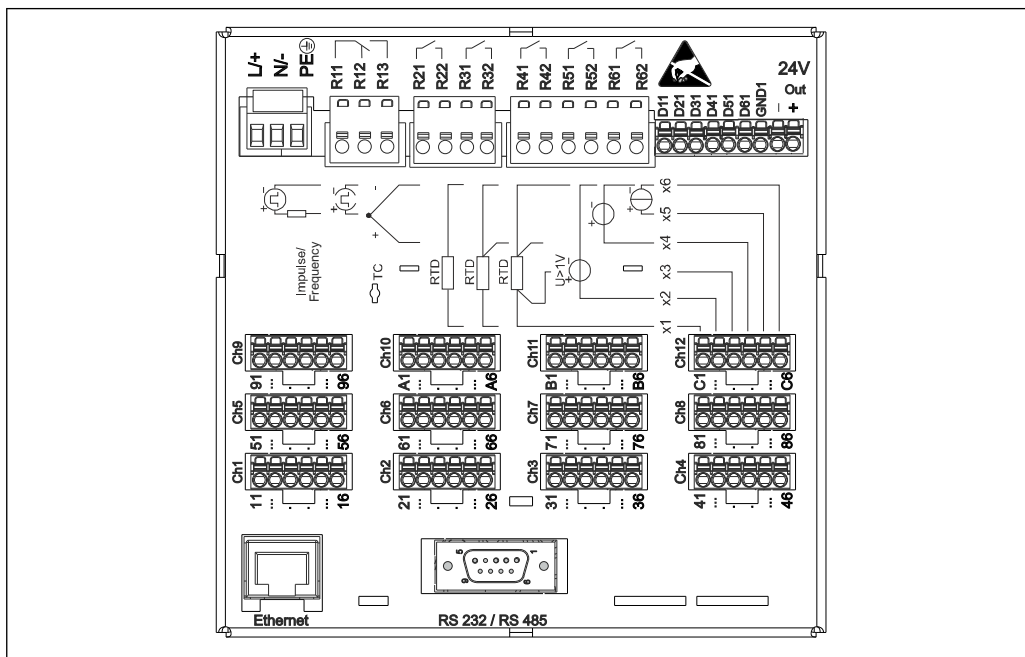 L/+ N/- PE R11 R12 R13 R21 R22 R31 R32 R41 R42 R51 R52 R61 R62 D11 D21 D31 D41 D51 D61 GND1 - +
24V
Out
- + - + - + - + - + - +
x6
x5
x4
x3
x2
x1
Impulse/
Frequency
TC
RTD RTD RTD U>1V
Ch9 91 ... . . ... 96
Ch10 A1 ... . . ... A6
Ch11 B1 ... . . ... B6
Ch12 C1 ... . . ... C6
Ch5 51 ... . . ... 56
Ch6 61 ... . . ... 66
Ch7 71 ... . . ... 76
Ch8 81 ... . . ... 86
Ch1 11 ... . . ... 16
Ch2 21 ... . . ... 26
Ch3 31 ... . . ... 36
Ch4 41 ... . . ... 46
5 1
9 6
Ethernet
RS 232 / RS 485